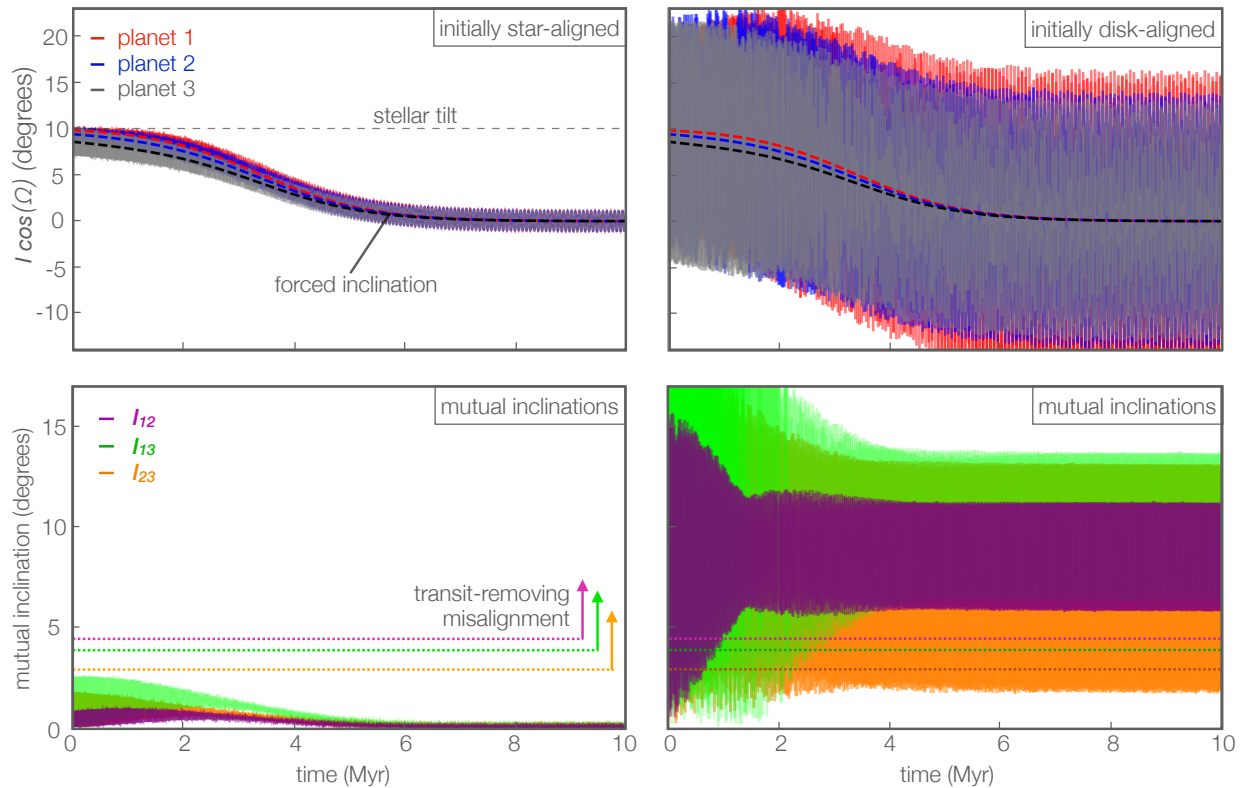 initially star-aligned
planet 1
planet 2
planet 3
stellar tilt
forced inclination
I cos(Ω) (degrees)
20
15
10
5
0
-5
-10
initially disk-aligned
mutual inclinations
I12
I13
I23
transit-removing
misalignment
mutual inclination (degrees)
15
10
5
0
0
2
4
6
8
10
time (Myr)
mutual inclinations
0
2
4
6
8
10
time (Myr)